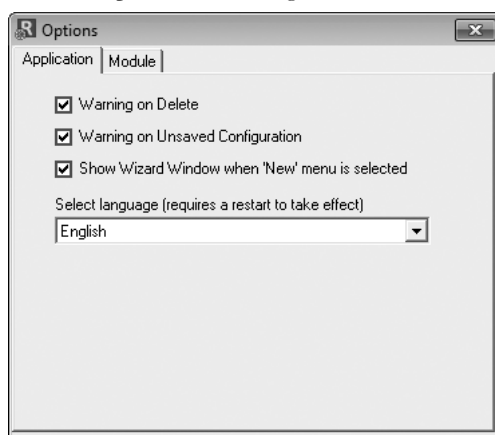 Options
Application Module
Warning on Delete
Warning on Unsaved Configuration
Show Wizard Window when 'New' menu is selected
Select language (requires a restart to take effect)
English